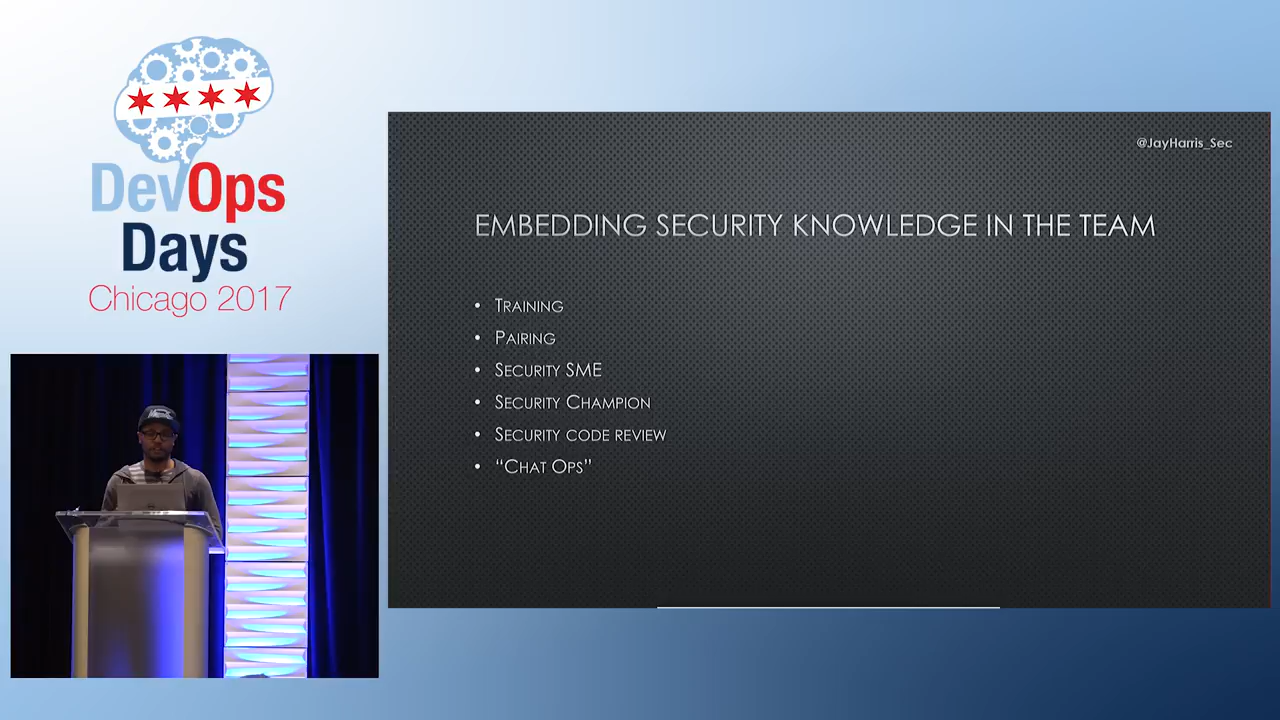 DevOps
Days
Chicago 2017
@JayHarris_Sec
EMBEDDING SECURITY KNOWLEDGE IN THE TEAM
• TRAINING
• PAIRING
• SECURITY SME
• SECURITY CHAMPION
• SECURITY CODE REVIEW
• “CHAT OPS”